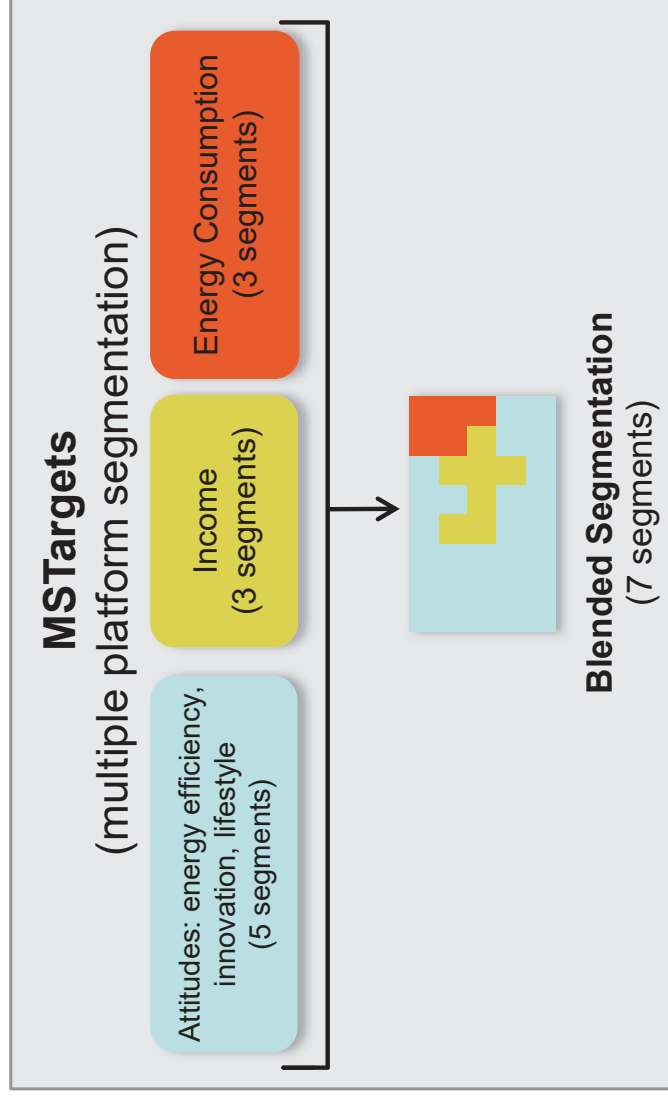 MSTargets
(multiple platform segmentation)
Attitudes: energy efficiency,
innovation, lifestyle
(5 segments)
Income
(3 segments)
Energy Consumption
(3 segments)
Blended Segmentation
(7 segments)